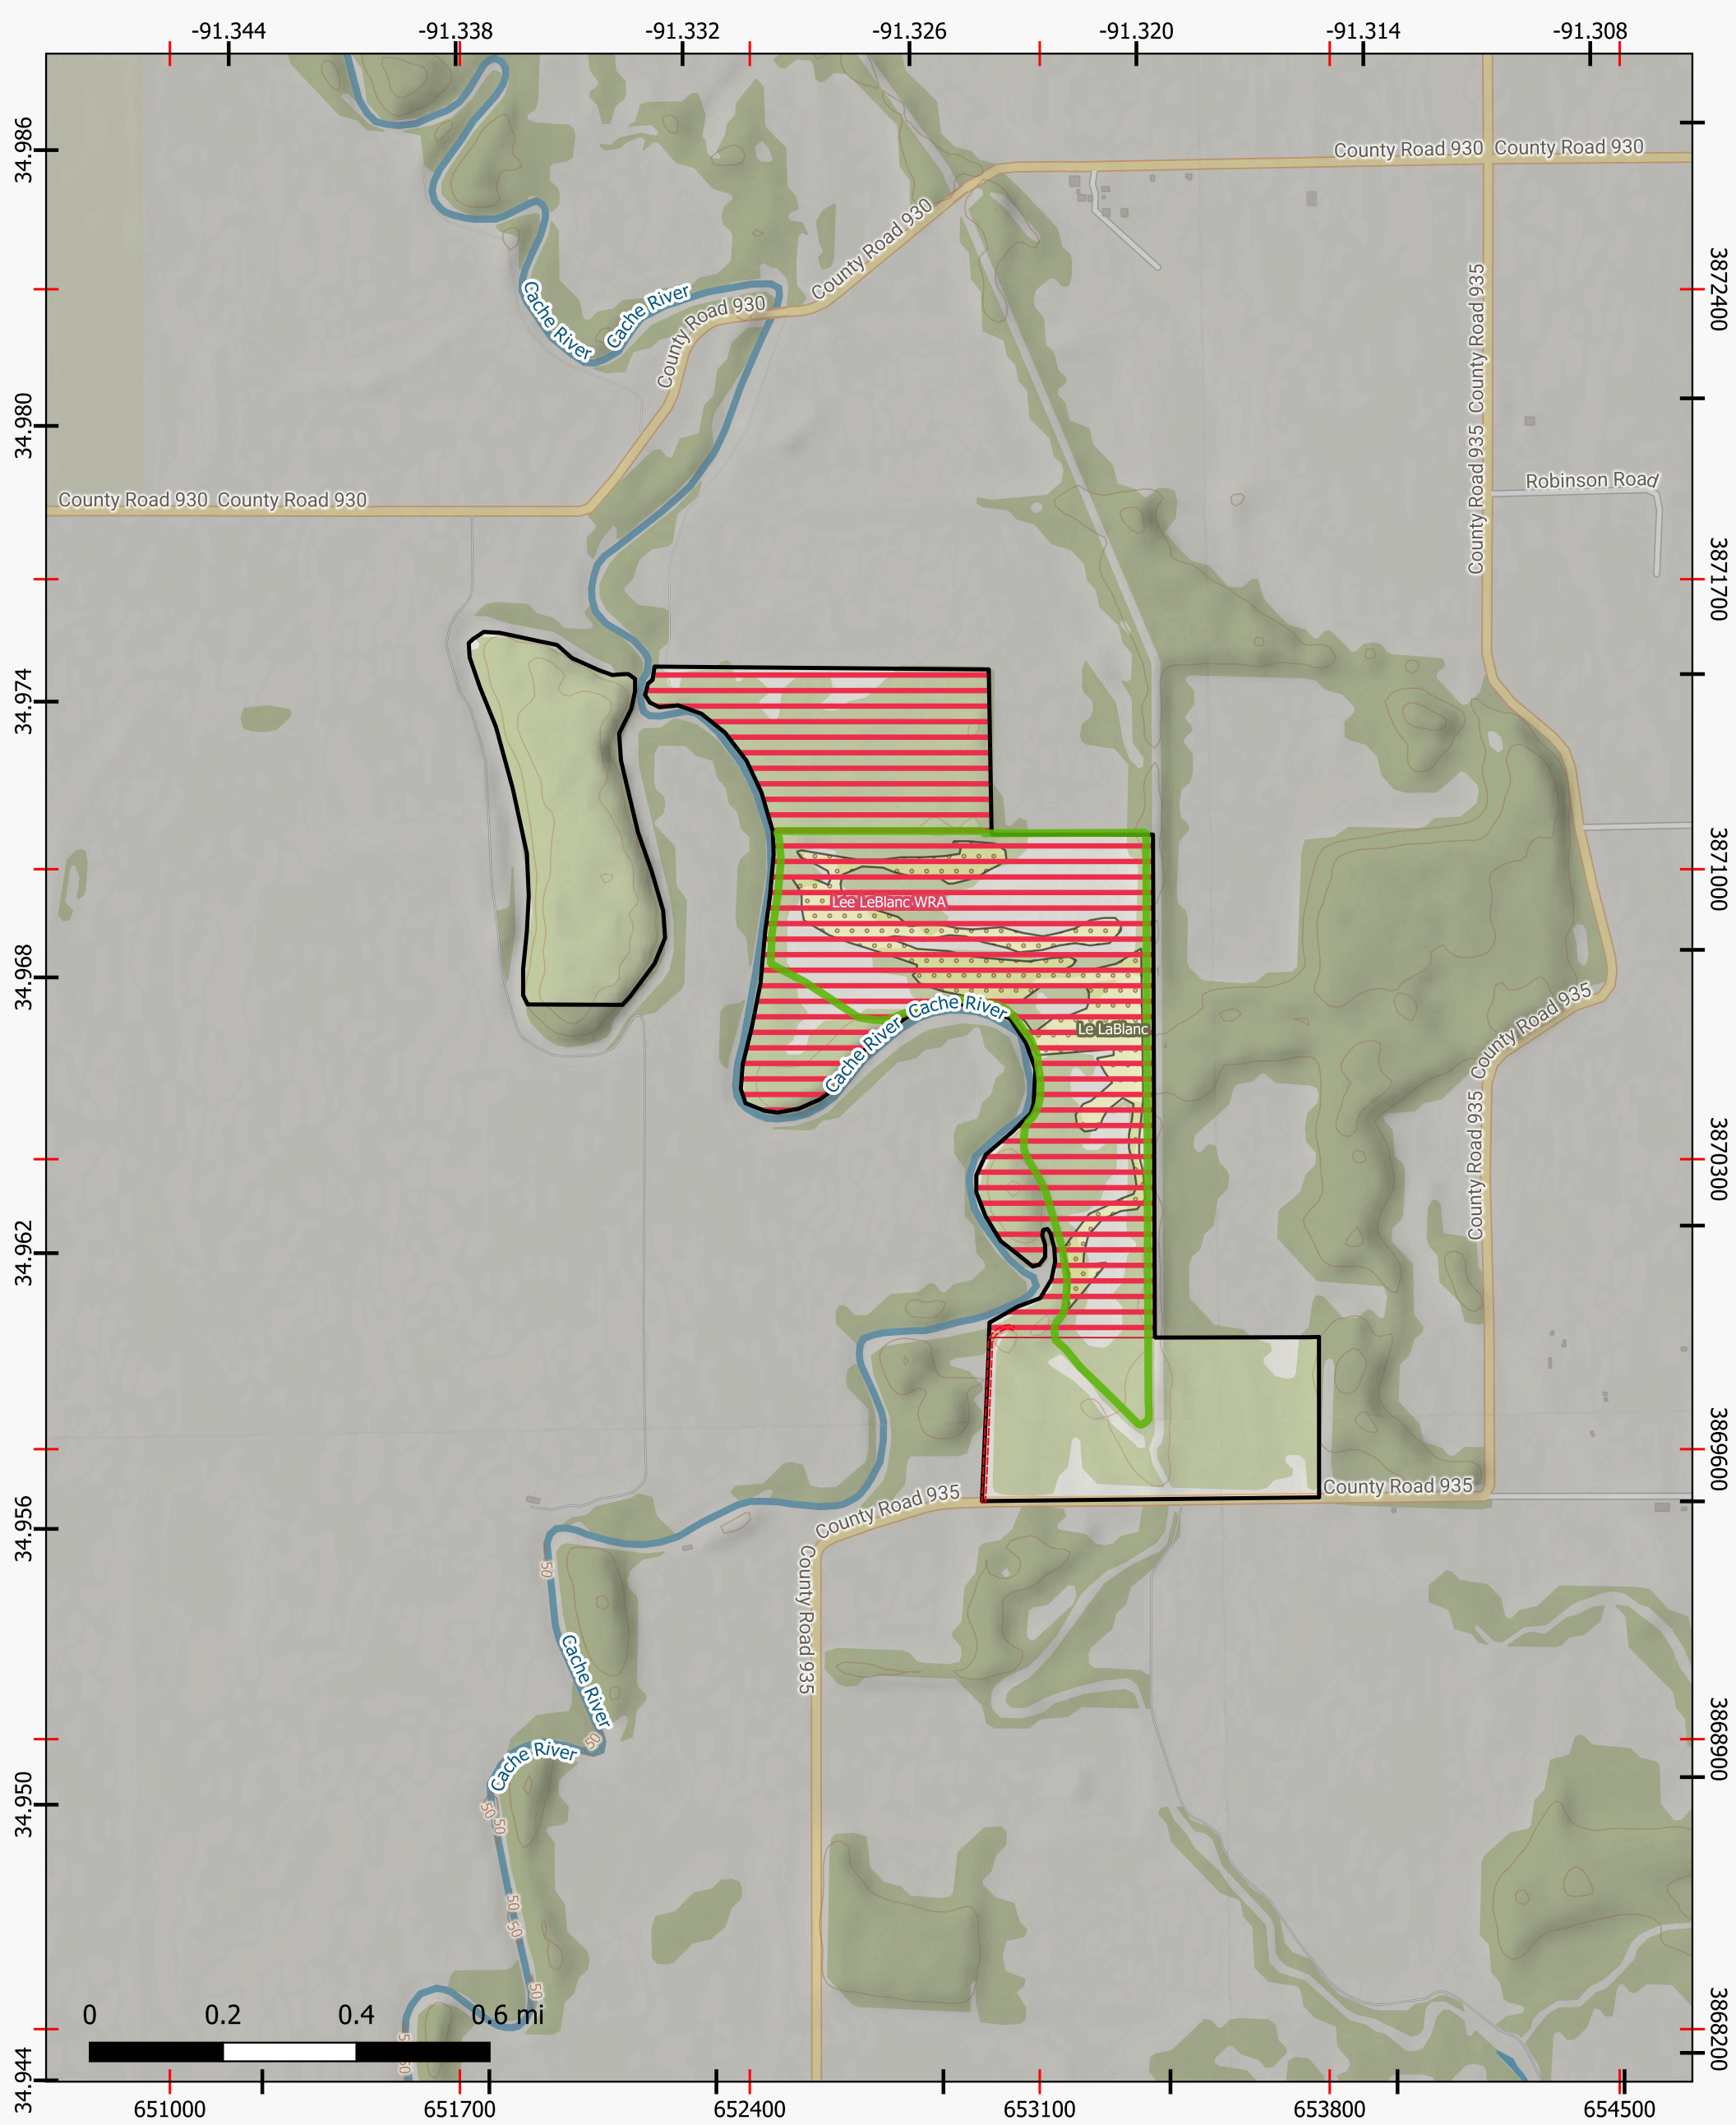 -91.344 -91.338 -91.332 -91.326 -91.320 -91.314 -91.308
34.986
County Road 930 County Road 930
County Road 930
County Road 935
3872400
Cache River
Cache River
County Road 930
34.980
County Road 935
Robinson Road
County Road 930 County Road 930
County Road 935
3871700
34.974
3871000
Lee LeBlanc WRA
34.968
Cache River
Cache River
Le LaBlanc
County Road 935
County Road 935
3870300
34.962
3869600
County Road 935
County Road 935
34.956
50
County Road 935
Cache River
50
Cache River
3868900
34.950
50
50
50
50
50
0 0.2 0.4 0.6 mi
3868200
50
34.944
651000 651700 652400 653100 653800 654500